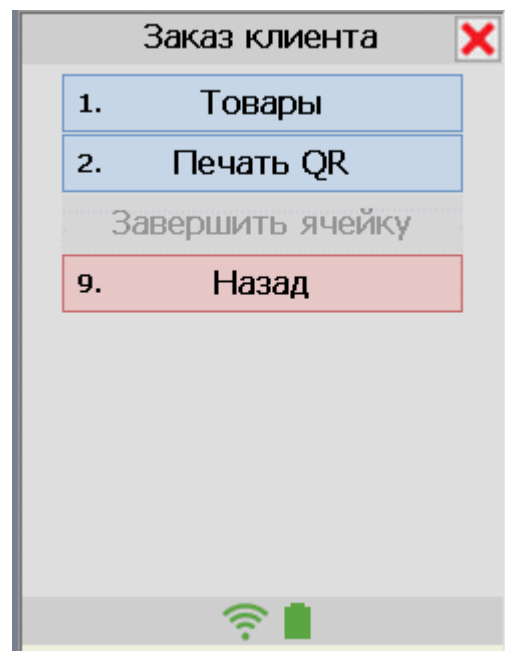 Заказ клиента
1. Товары
2. Печать QR
Завершить ячейку
9. Назад